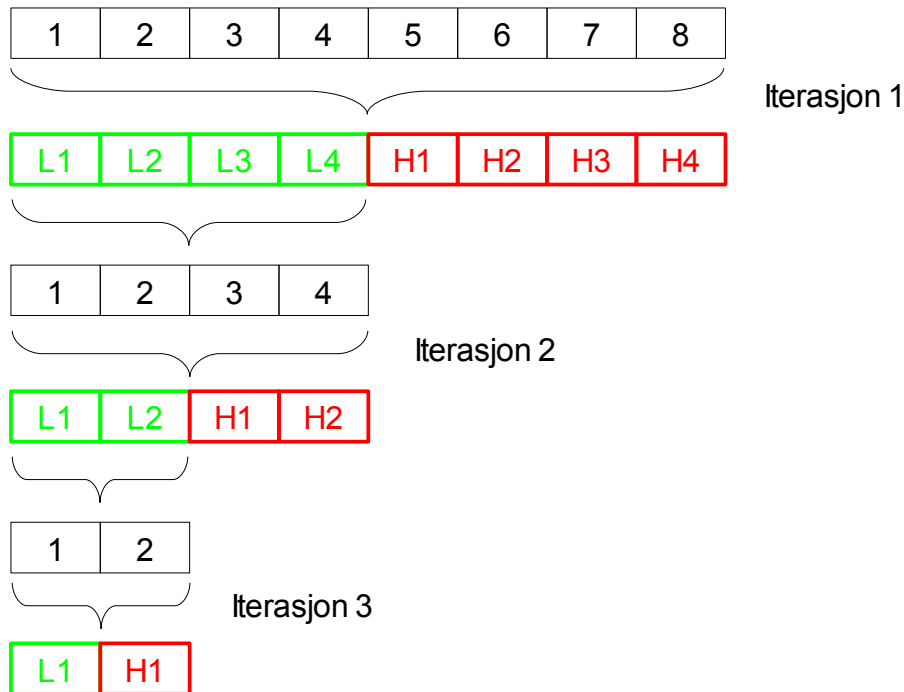 1 2 3 4 5 6 7 8
Iterasjon 1
L1 L2 L3 L4 H1 H2 H3 H4
1 2 3 4
Iterasjon 2
L1 L2 H1 H2
1 2
Iterasjon 3
L1 H1